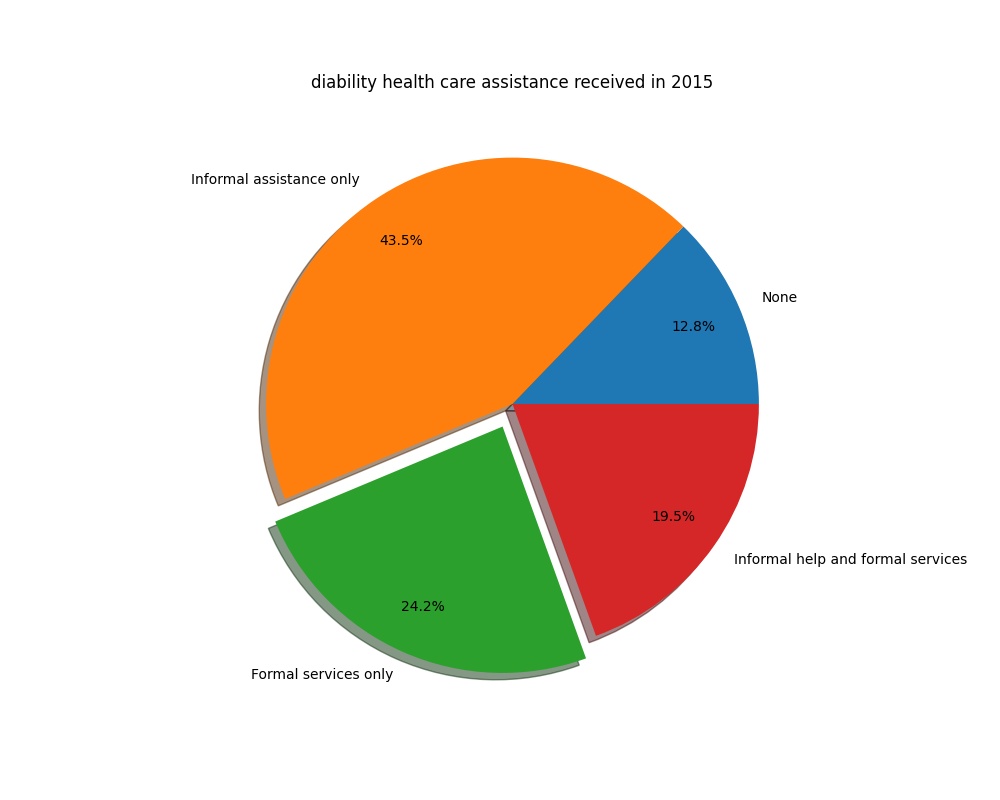 diability health care assistance received in 2015
Informal assistance only
43.5%
None
12.8%
19.5%
Informal help and formal services
24.2%
Formal services only